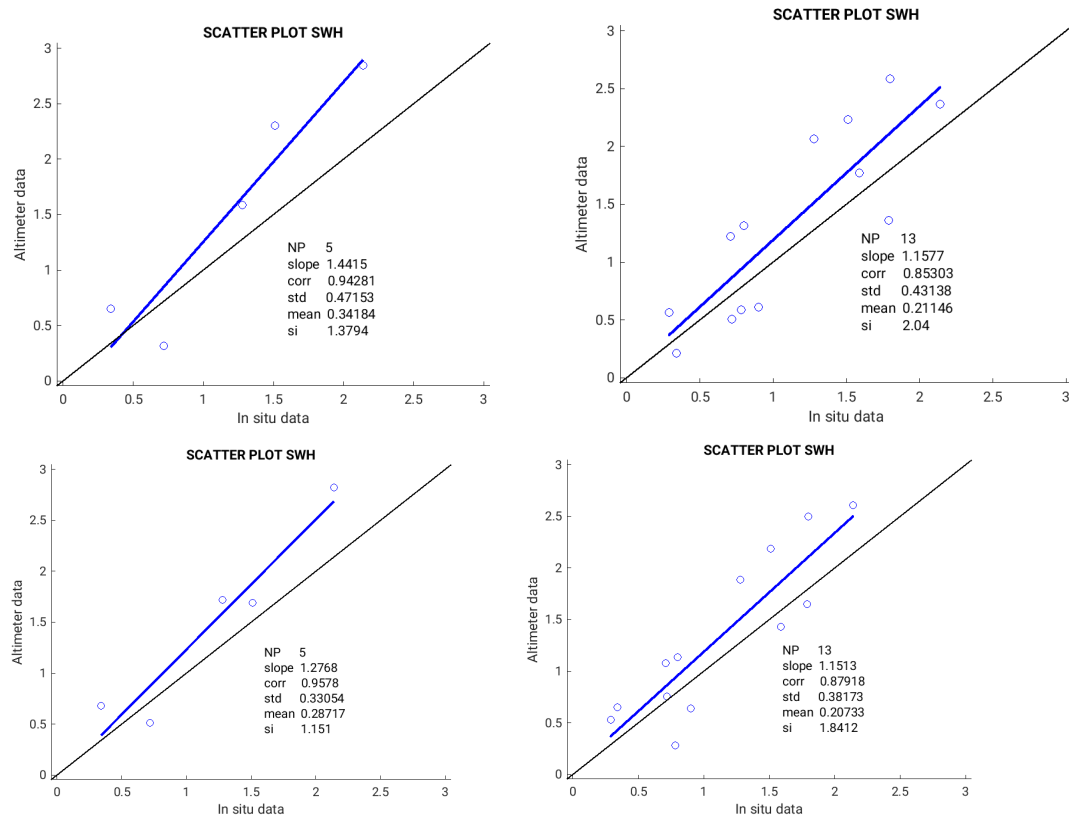 SCATTER PLOT SWH
3
2.5
2
1.5
1
0.5
0
Altimeter data
NP 5
slope 1.4415
corr 0.94281
std 0.47153
mean 0.34184
si 1.3794
0 0.5 1 1.5 2 2.5 3
In situ data
SCATTER PLOT SWH
3
2.5
2
1.5
1
0.5
0
Altimeter data
NP 13
slope 1.1577
corr 0.85303
std 0.43138
mean 0.21146
si 2.04
0 0.5 1 1.5 2 2.5 3
In situ data
SCATTER PLOT SWH
3
2.5
2
1.5
1
0.5
0
Altimeter data
NP 5
slope 1.2768
corr 0.9578
std 0.33054
mean 0.28717
si 1.151
0 0.5 1 1.5 2 2.5 3
In situ data
SCATTER PLOT SWH
3
2.5
2
1.5
1
0.5
0
Altimeter data
NP 13
slope 1.1513
corr 0.87918
std 0.38173
mean 0.20733
si 1.8412
0 0.5 1 1.5 2 2.5 3
In situ data